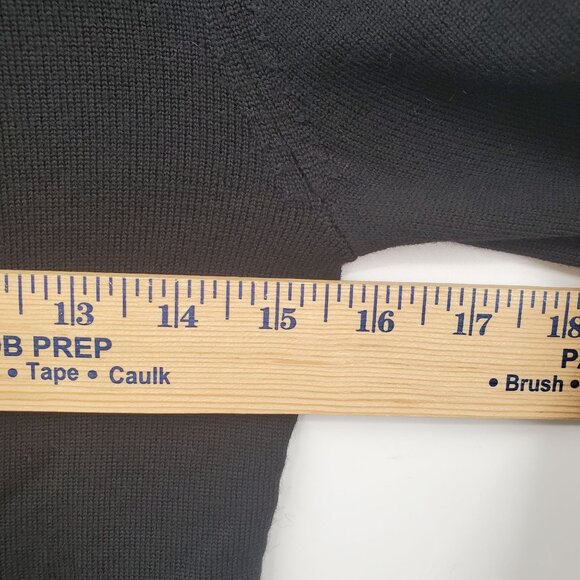 13 14 15 16 17 18
B PREP
• Tape • Caulk
• Brush •